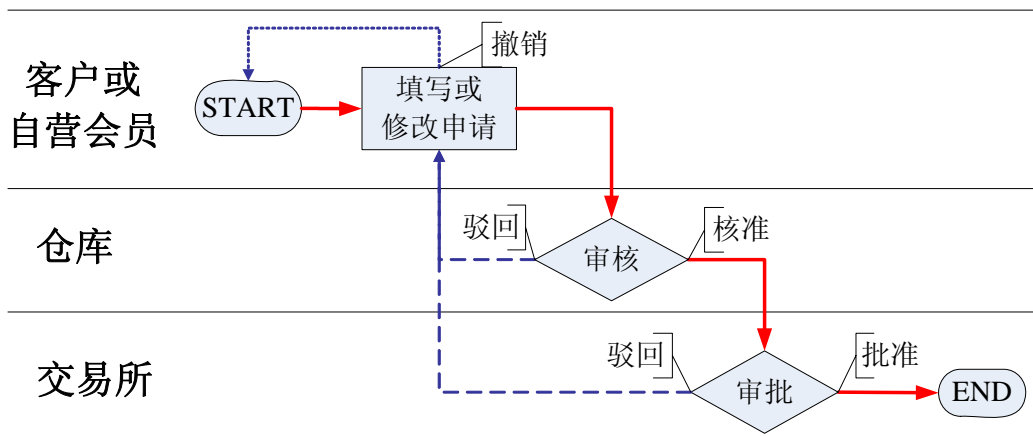 撤销
客户或
自营会员
START
填写或
修改申请
仓库
驳回
审核
核准
交易所
驳回
审批
批准
END